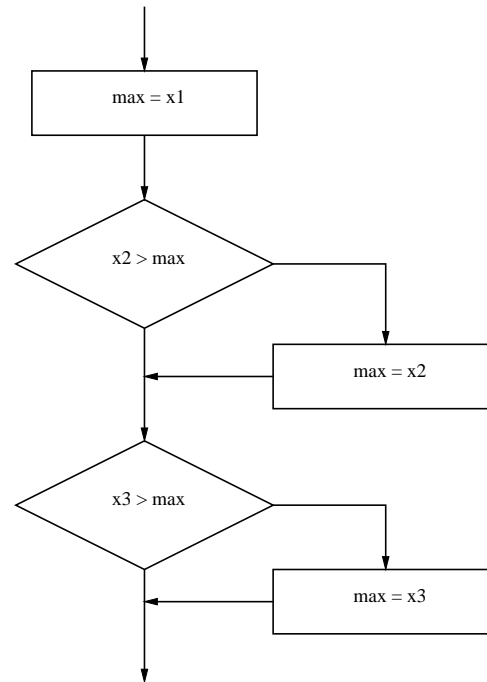 max = x1
x2 > max
max = x2
x3 > max
max = x3